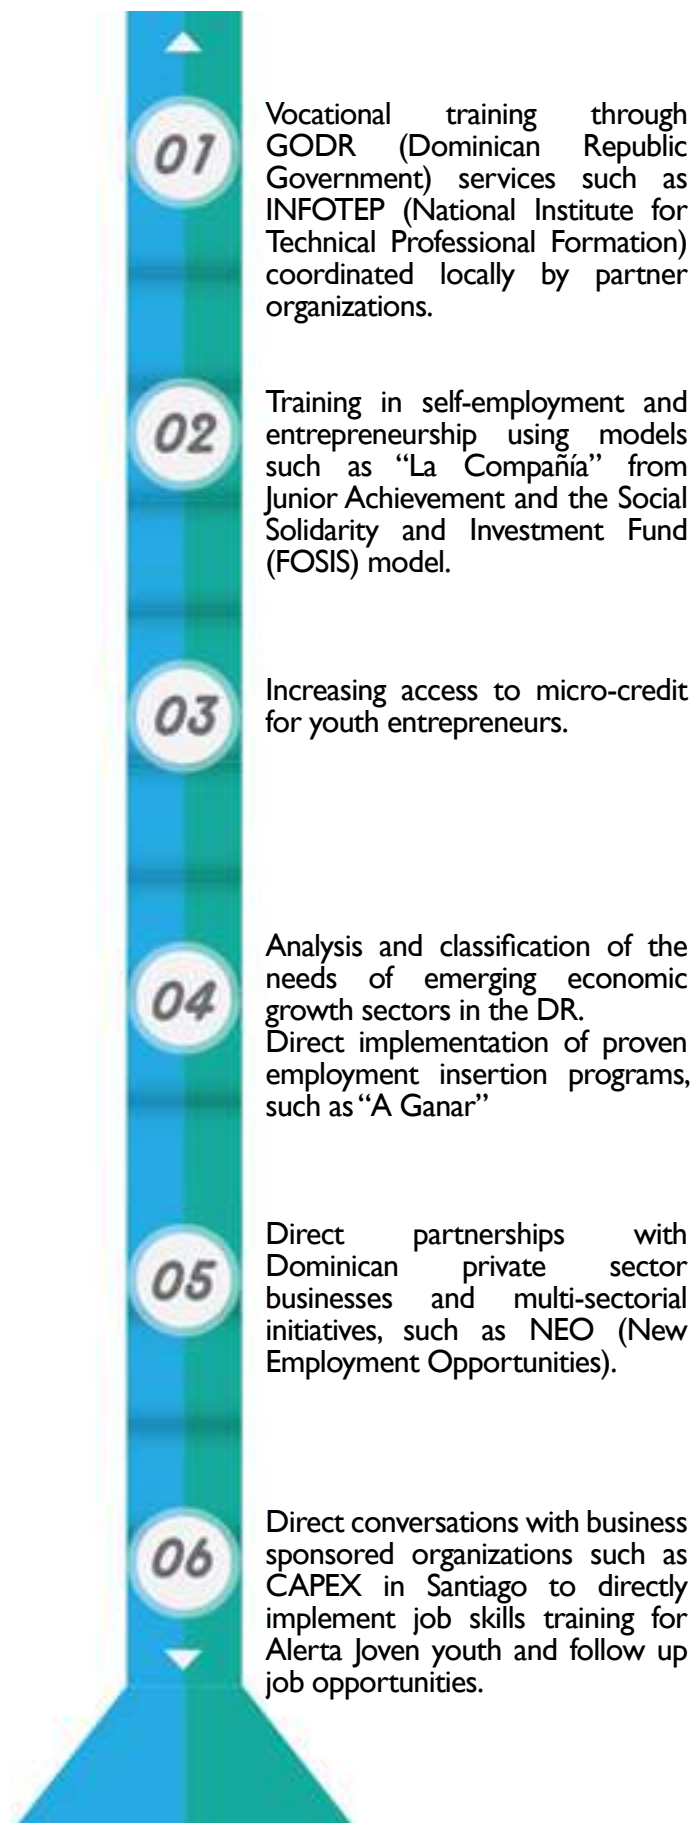 01
Vocational training through
GODR (Dominican Republic
Government) services such as
INFOTEP (National Institute for
Technical Professional Formation)
coordinated locally by partner
organizations.
02
Training in self-employment and
entrepreneurship using models
such as “La Compañía” from
Junior Achievement and the Social
Solidarity and Investment Fund
(FOSIS) model.
03
Increasing access to micro-credit
for youth entrepreneurs.
04
Analysis and classification of the
needs of emerging economic
growth sectors in the DR.
Direct implementation of proven
employment insertion programs,
such as “A Ganar”
05
Direct partnerships with
Dominican private sector
businesses and multi-sectorial
initiatives, such as NEO (New
Employment Opportunities).
06
Direct conversations with business
sponsored organizations such as
CAPEX in Santiago to directly
implement job skills training for
Alerta Joven youth and follow up
job opportunities.